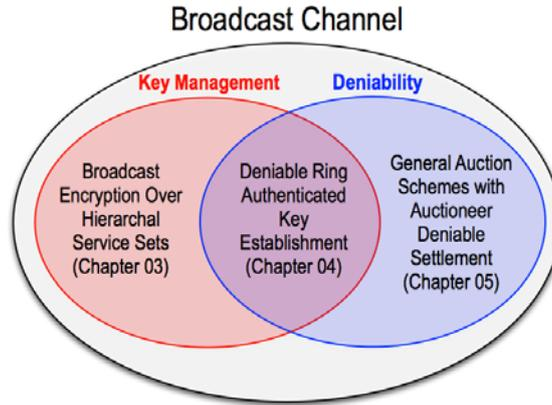 Broadcast Channel
Key Management
Deniability
Broadcast
Encryption Over
Hierarchal
Service Sets
(Chapter 03)
Deniable Ring
Authenticated
Key
Establishment
(Chapter 04)
General Auction
Schemes with
Auctioneer
Deniable
Settlement
(Chapter 05)